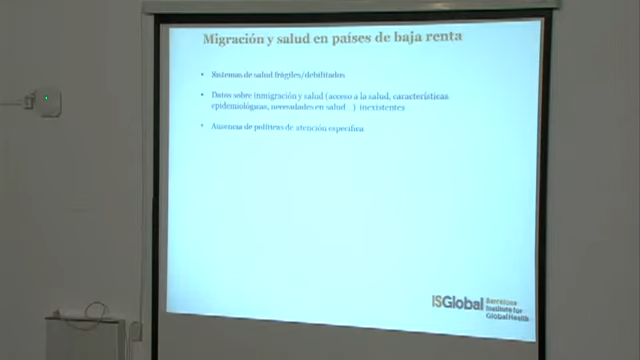 Migración y salud en países de baja renta
• Sistemas de salud frágiles/debilitados
• Datos sobre inmigración y salud (acceso a la salud, características
epidemiológicas, necesidades en salud...) inexistentes
• Ausencia de políticas de atención específica
ISGlobal Barcelona
Institute for
Global Health